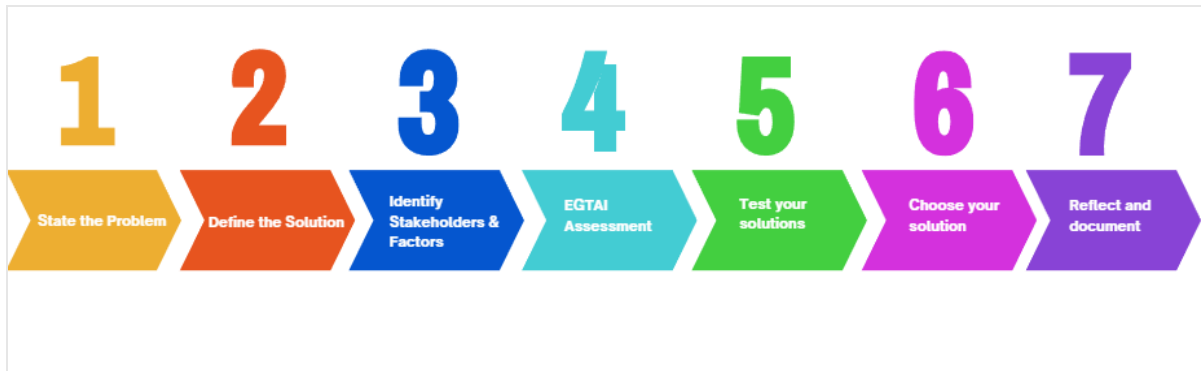 1
2
3
4
5
6
7
State the Problem
Define the Solution
Identify
Stakeholders &
Factors
EGTAI
Assessment
Test your
solutions
Choose your
solution
Reflect and
document